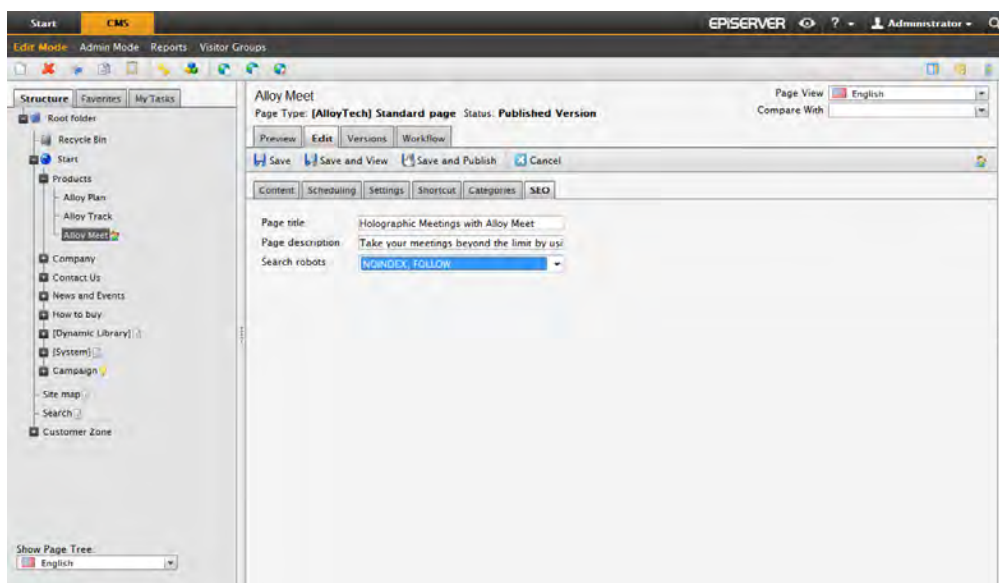 Start CMS EPISERVER ? Administrator
Edit Mode Admin Mode Reports Visitor Groups
Structure Favorites My Tasks
Root folder
Recycle Bin
Start
Products
Alloy Plan
Alloy Track
Alloy Meet
Company
Contact Us
News and Events
How to buy
[Dynamic Library]
[System]
Campaign
Site map
Search
Customer Zone
Show Page Tree:
English
Alloy Meet
Page Type: [AlloyTech] Standard page Status: Published Version
Page View English
Compare With
Preview Edit Versions Workflow
Save Save and View Save and Publish Cancel
Content Scheduling Settings Shortcut Categories SEO
Page title Holographic Meetings with Alloy Meet
Page description Take your meetings beyond the limit by usi
Search robots NOINDEX, FOLLOW